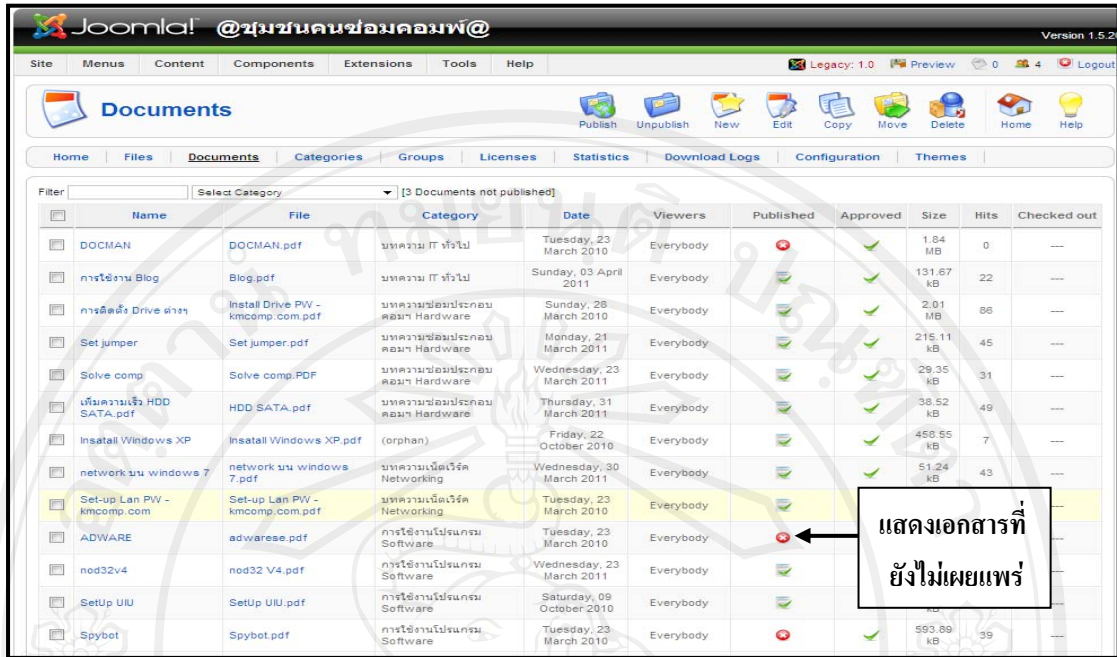 Joomla! @ชุมชนคนซ่อมคอมพ์@
Version 1.5.20
Site Menus Content Components Extensions Tools Help Legacy: 1.0 Preview 0 4 Logout
Documents
Publish Unpublish New Edit Copy Move Delete Home Help
Home Files Documents Categories Groups Licenses Statistics Download Logs Configuration Themes
Filter Select Category [3 Documents not published]
Name File Category Date Viewers Published Approved Size Hits Checked out
DOCMAN DOCMAN.pdf บทความ IT ทั่วไป Tuesday, 23 Everybody 1.84 0 ---
March 2010 MB
การใช้งาน Blog Blog.pdf บทความ IT ทั่วไป Sunday, 03 April Everybody 131.67 22 ---
2011 kB
การติดตั้ง Drive ต่างๆ Install Drive PW - บทความซ่อมประกอบ Sunday, 28 Everybody 2.01 86 ---
kmcomp.com.pdf คอมฯ Hardware March 2010 MB
Set jumper Set jumper.pdf บทความซ่อมประกอบ Monday, 21 Everybody 215.11 45 ---
คอมฯ Hardware March 2011 kB
Solve comp Solve comp.PDF บทความซ่อมประกอบ Wednesday, 23 Everybody 29.35 31 ---
คอมฯ Hardware March 2011 kB
เพิ่มความเร็ว HDD HDD SATA.pdf บทความซ่อมประกอบ Thursday, 31 Everybody 38.52 49 ---
SATA.pdf คอมฯ Hardware March 2011 kB
Insatall Windows XP Insatall Windows XP.pdf (orphan) Friday, 22 Everybody 458.55 7 ---
October 2010 kB
network บน windows 7 network บน windows บทความเน็ตเวิร์ค Wednesday, 30 Everybody 51.24 43 ---
7.pdf Networking March 2011 kB
Set-up Lan PW - Set-up Lan PW - บทความเน็ตเวิร์ค Tuesday, 23 Everybody
kmcomp.com kmcomp.com.pdf Networking March 2010
ADWARE adwarese.pdf การใช้งานโปรแกรม Tuesday, 23 Everybody
Software March 2010
แสดงเอกสารที่
ยังไม่เผยแพร่
nod32v4 nod32 V4.pdf การใช้งานโปรแกรม Wednesday, 23 Everybody
Software March 2011
SetUp UIU SetUp UIU.pdf การใช้งานโปรแกรม Saturday, 09 Everybody
Software October 2010 kB
Spybot Spybot.pdf การใช้งานโปรแกรม Tuesday, 23 Everybody 593.89 39 ---
Software March 2010 kB